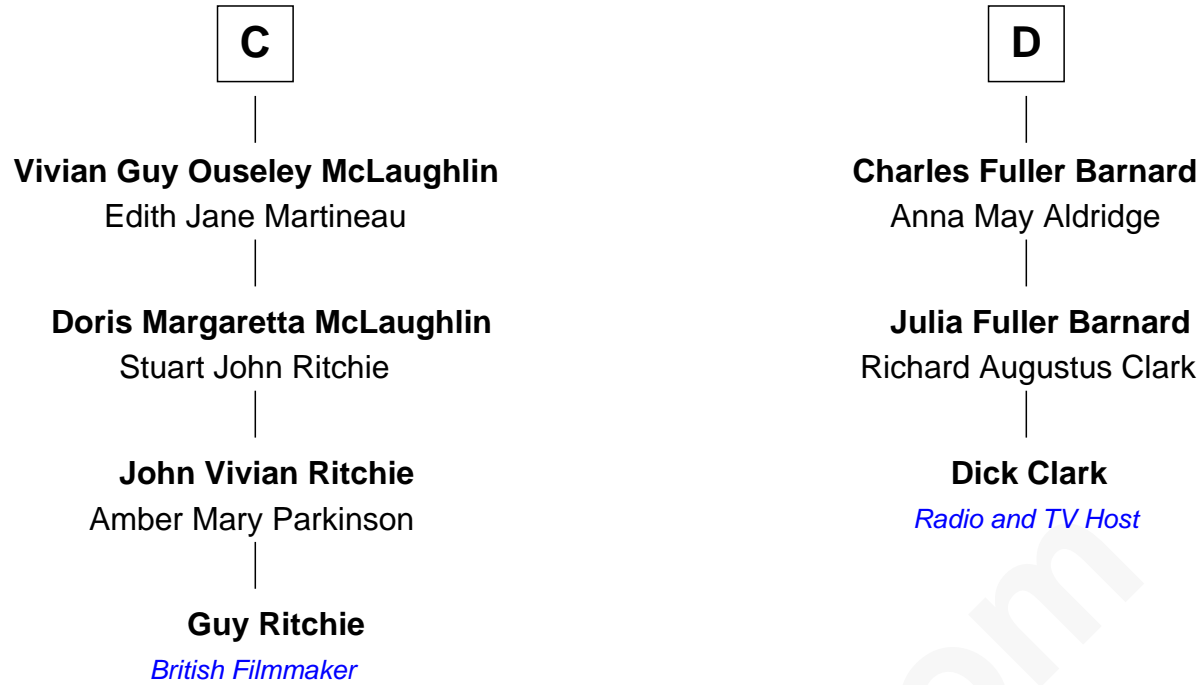 C
Vivian Guy Ouseley McLaughlin
Edith Jane Martineau
Doris Margaretta McLaughlin
Stuart John Ritchie
John Vivian Ritchie
Amber Mary Parkinson
Guy Ritchie
British Filmmaker
D
Charles Fuller Barnard
Anna May Aldridge
Julia Fuller Barnard
Richard Augustus Clark
Dick Clark
Radio and TV Host
om